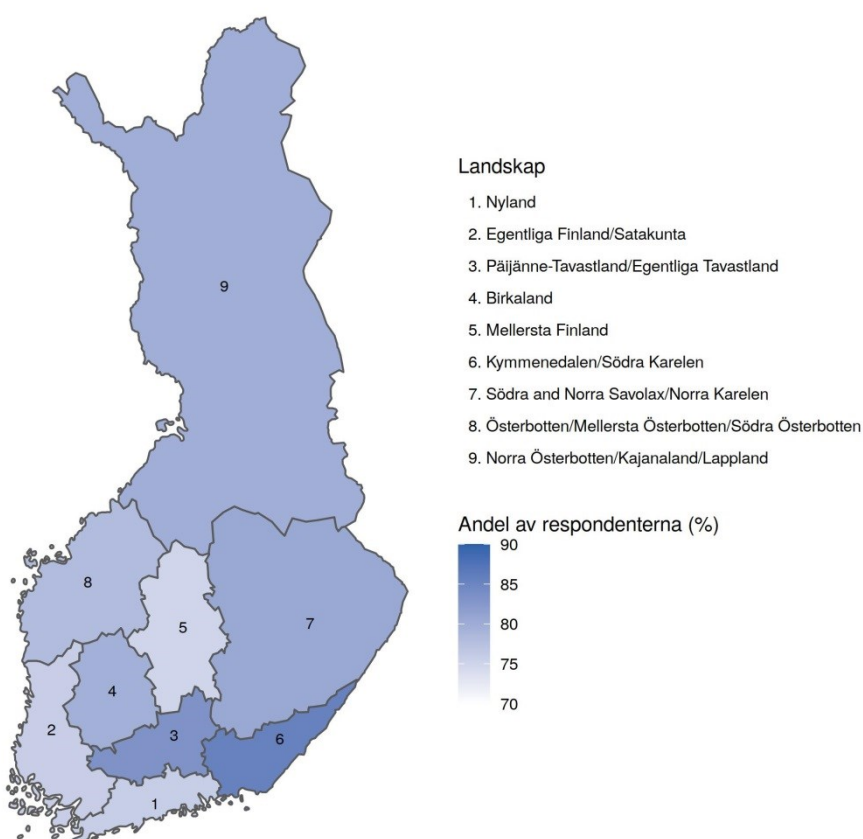 9
8
5
7
4
2
3
6
1
Landskap
1. Nyland
2. Egentliga Finland/Satakunta
3. Päijänne-Tavastland/Egentliga Tavastland
4. Birkaland
5. Mellersta Finland
6. Kymmenedalen/Södra Karelen
7. Södra and Norra Savolax/Norra Karelen
8. Österbotten/Mellersta Österbotten/Södra Österbotten
9. Norra Österbotten/Kajanaland/Lappland
Andel av respondenterna (%)
90
85
80
75
70